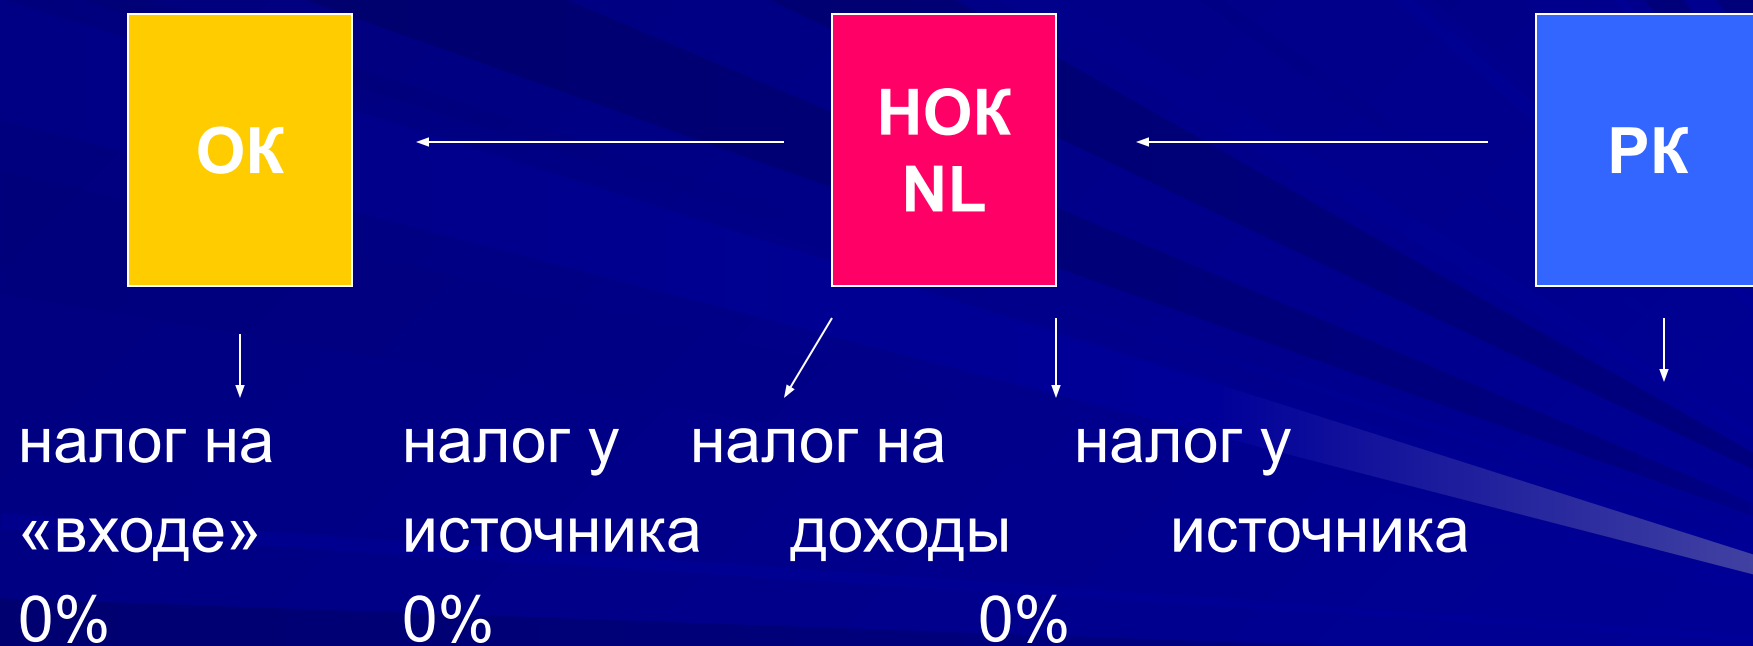 ОК
НОК
NL
РК
налог на налог у налог на налог у
«входе» источника доходы источника
0% 0% 0%